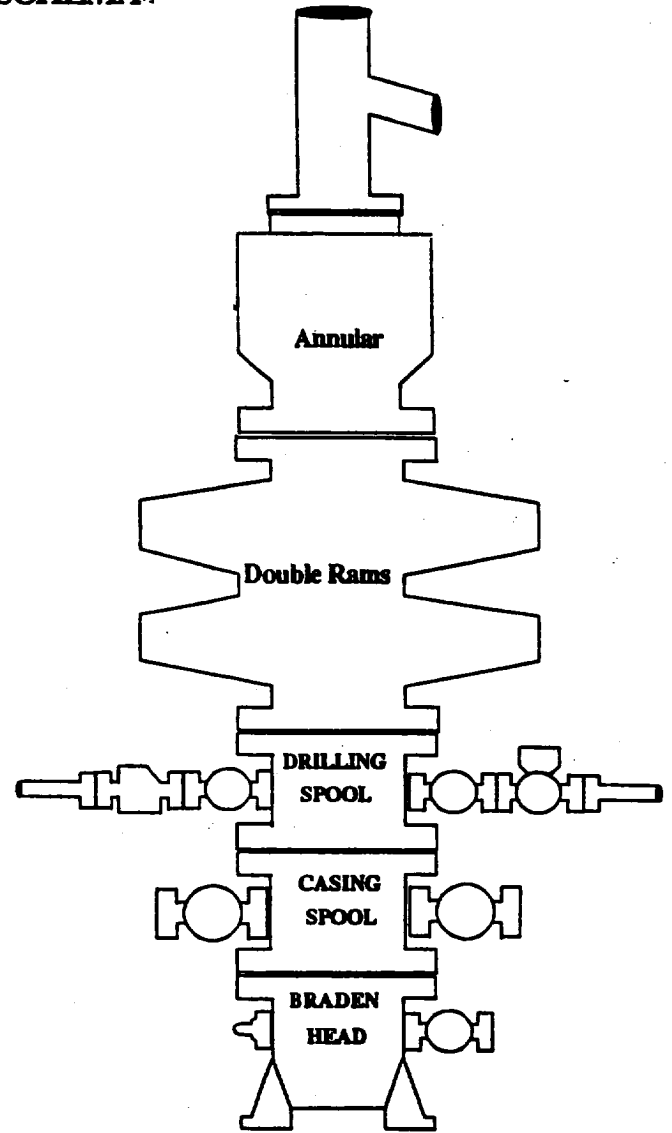 Annular
Double Rams
DRILLING
SPOOL
CASING
SPOOL
BRADEN
HEAD